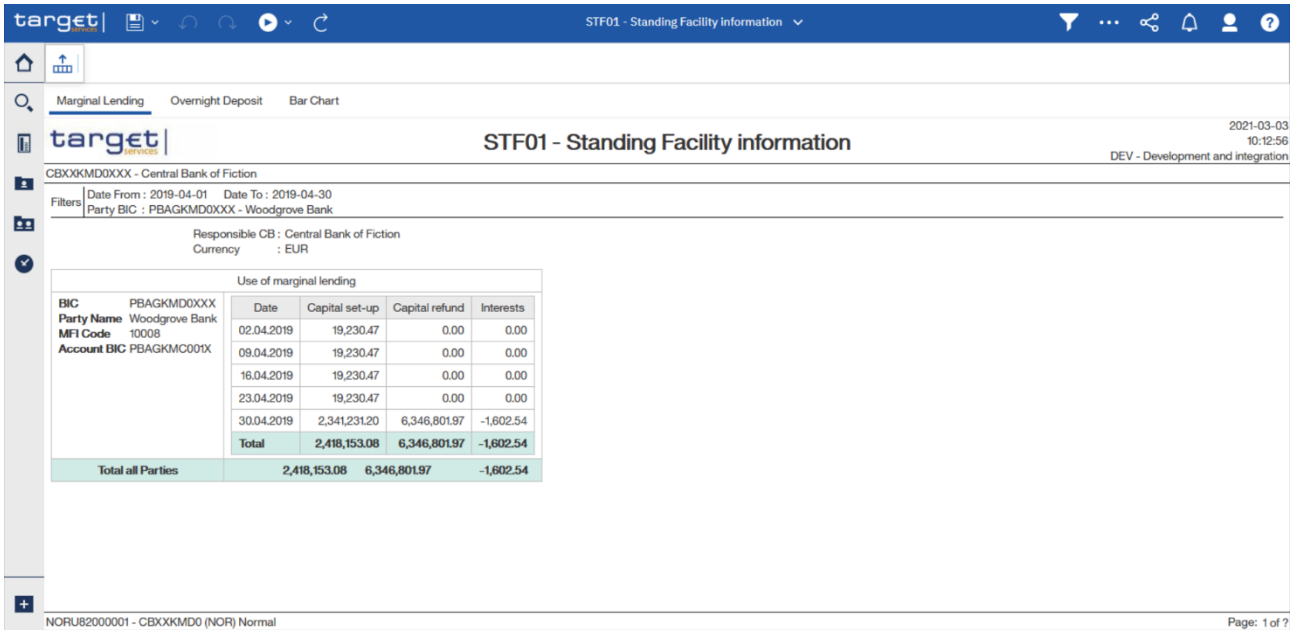 target|
services
STF01 - Standing Facility information
Marginal Lending Overnight Deposit Bar Chart
target|
services
STF01 - Standing Facility information
2021-03-03
10:12:56
DEV - Development and integration
CBXXKMD0XXX - Central Bank of Fiction
Filters
Date From : 2019-04-01 Date To : 2019-04-30
Party BIC : PBAGKMD0XXX - Woodgrove Bank
Responsible CB : Central Bank of Fiction
Currency : EUR
Use of marginal lending
BIC PBAGKMD0XXX
Party Name Woodgrove Bank
MFI Code 10008
Account BIC PBAGKMC001X
Date Capital set-up Capital refund Interests
02.04.2019 19,230.47 0.00 0.00
09.04.2019 19,230.47 0.00 0.00
16.04.2019 19,230.47 0.00 0.00
23.04.2019 19,230.47 0.00 0.00
30.04.2019 2,341,231.20 6,346,801.97 -1,602.54
Total 2,418,153.08 6,346,801.97 -1,602.54
Total all Parties 2,418,153.08 6,346,801.97 -1,602.54
NORU82000001 - CBXXKMD0 (NOR) Normal
Page: 1 of ?